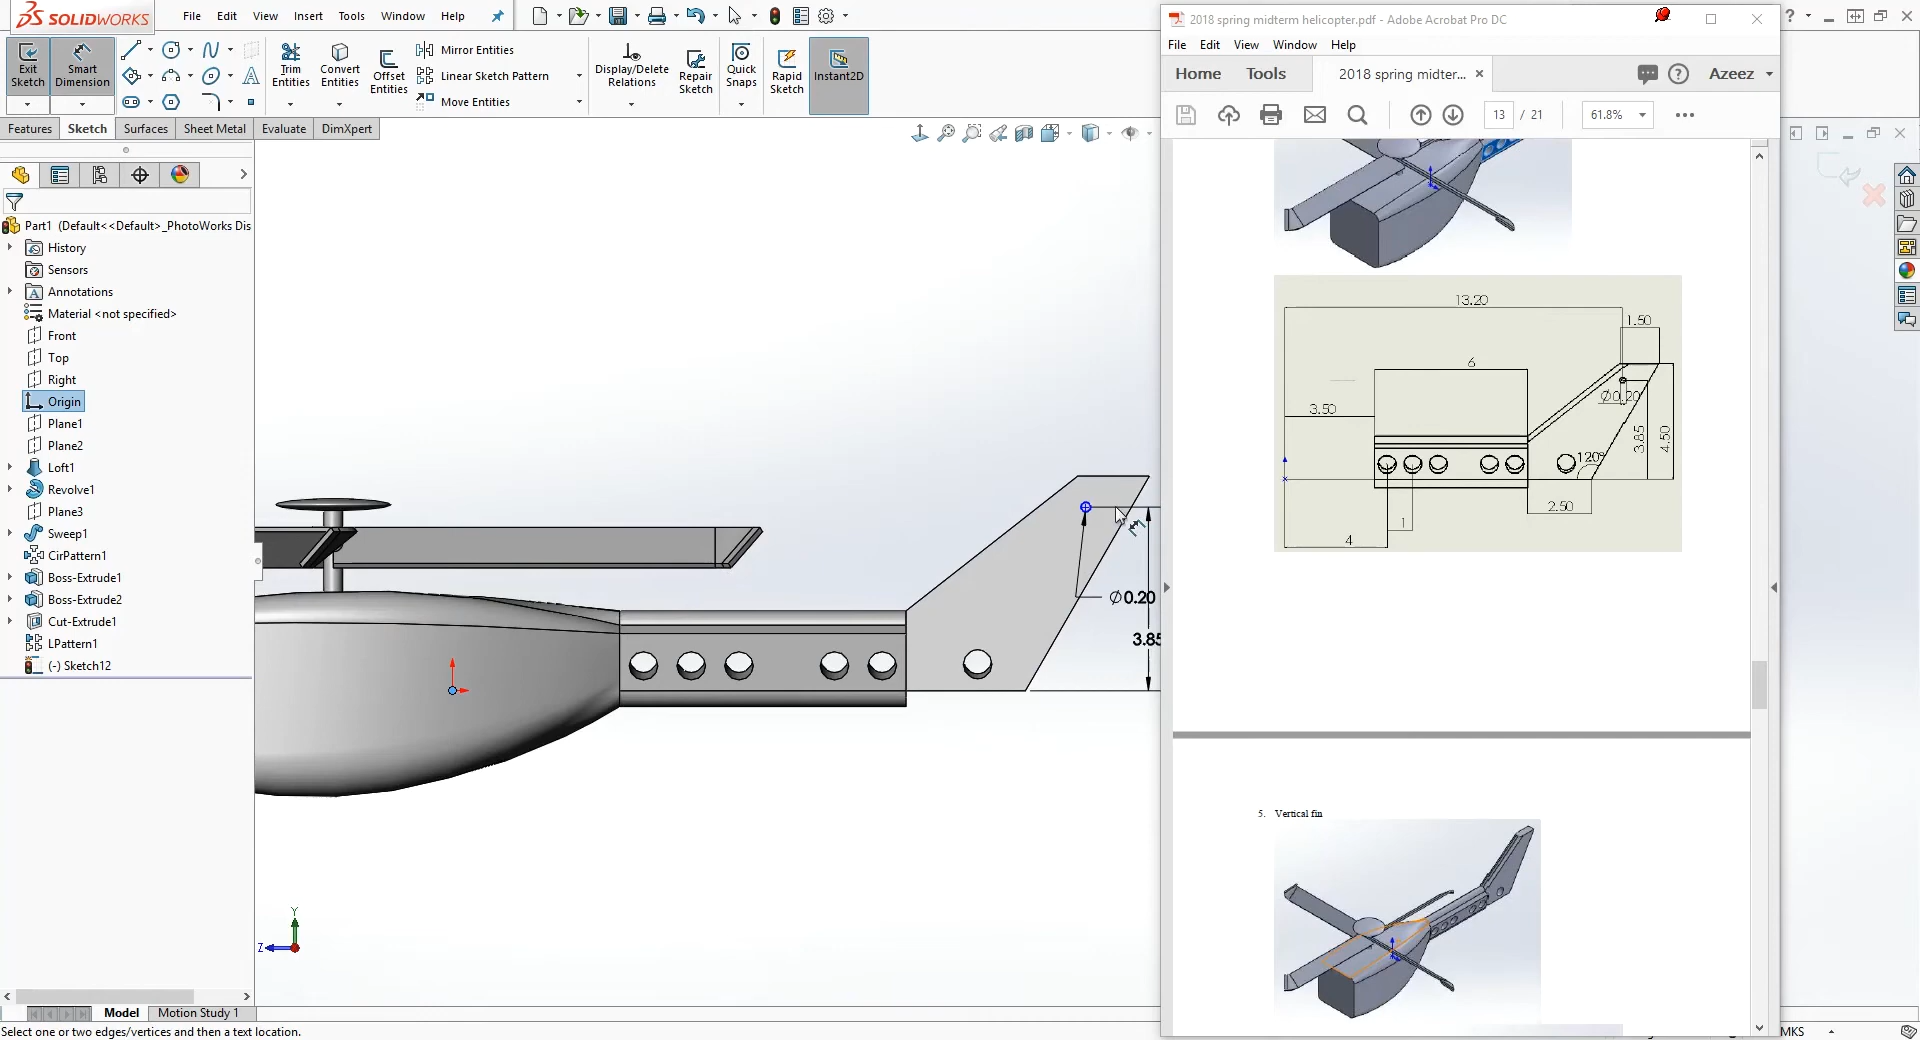 SOLIDWORKS
File Edit View Insert Tools Window Help
Exit Sketch
Smart Dimension
Trim Entities
Convert Entities
Offset Entities
Mirror Entities
Linear Sketch Pattern
Move Entities
Display/Delete Relations
Repair Sketch
Quick Snaps
Rapid Sketch
Instant2D
Features Sketch Surfaces Sheet Metal Evaluate DimXpert
Part1 (Default<<Default>_PhotoWorks Dis
History
Sensors
Annotations
Material <not specified>
Front
Top
Right
Origin
Plane1
Plane2
Loft1
Revolve1
Plane3
Sweep1
CirPattern1
Boss-Extrude1
Boss-Extrude2
Cut-Extrude1
LPattern1
(-) Sketch12
Ø0.20
3.85
Y
Z
Model Motion Study 1
Select one or two edges/vertices and then a text location.
2018 spring midterm helicopter.pdf - Adobe Acrobat Pro DC
File Edit View Window Help
Home Tools 2018 spring midter... × Azeez
13 / 21 61.8%
13.20
1.50
6
3.50
Ø0.20
3.85
4.50
120°
2.50
1
4
5. Vertical fin
MKS